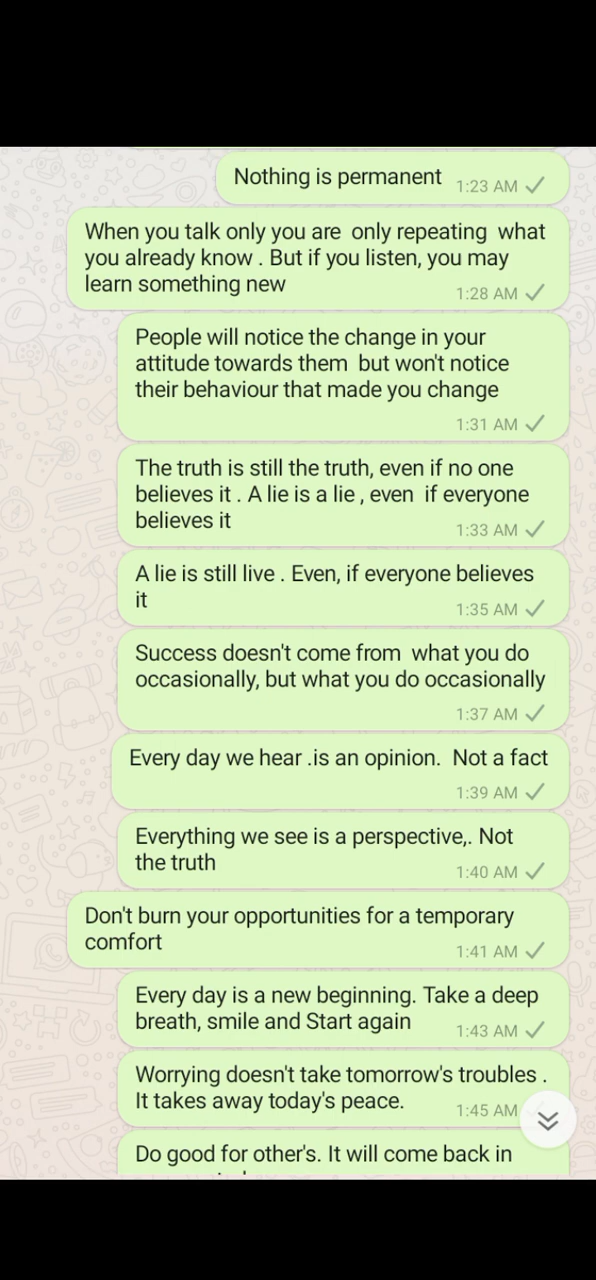 Nothing is permanent 1:23 AM
When you talk only you are only repeating what
you already know . But if you listen, you may
learn something new 1:28 AM
People will notice the change in your
attitude towards them but won't notice
their behaviour that made you change
1:31 AM
The truth is still the truth, even if no one
believes it . A lie is a lie , even if everyone
believes it 1:33 AM
A lie is still live . Even, if everyone believes
it 1:35 AM
Success doesn't come from what you do
occasionally, but what you do occasionally
1:37 AM
Every day we hear .is an opinion. Not a fact
1:39 AM
Everything we see is a perspective,. Not
the truth 1:40 AM
Don't burn your opportunities for a temporary
comfort 1:41 AM
Every day is a new beginning. Take a deep
breath, smile and Start again 1:43 AM
Worrying doesn't take tomorrow's troubles .
It takes away today's peace. 1:45 AM
Do good for other's. It will come back in